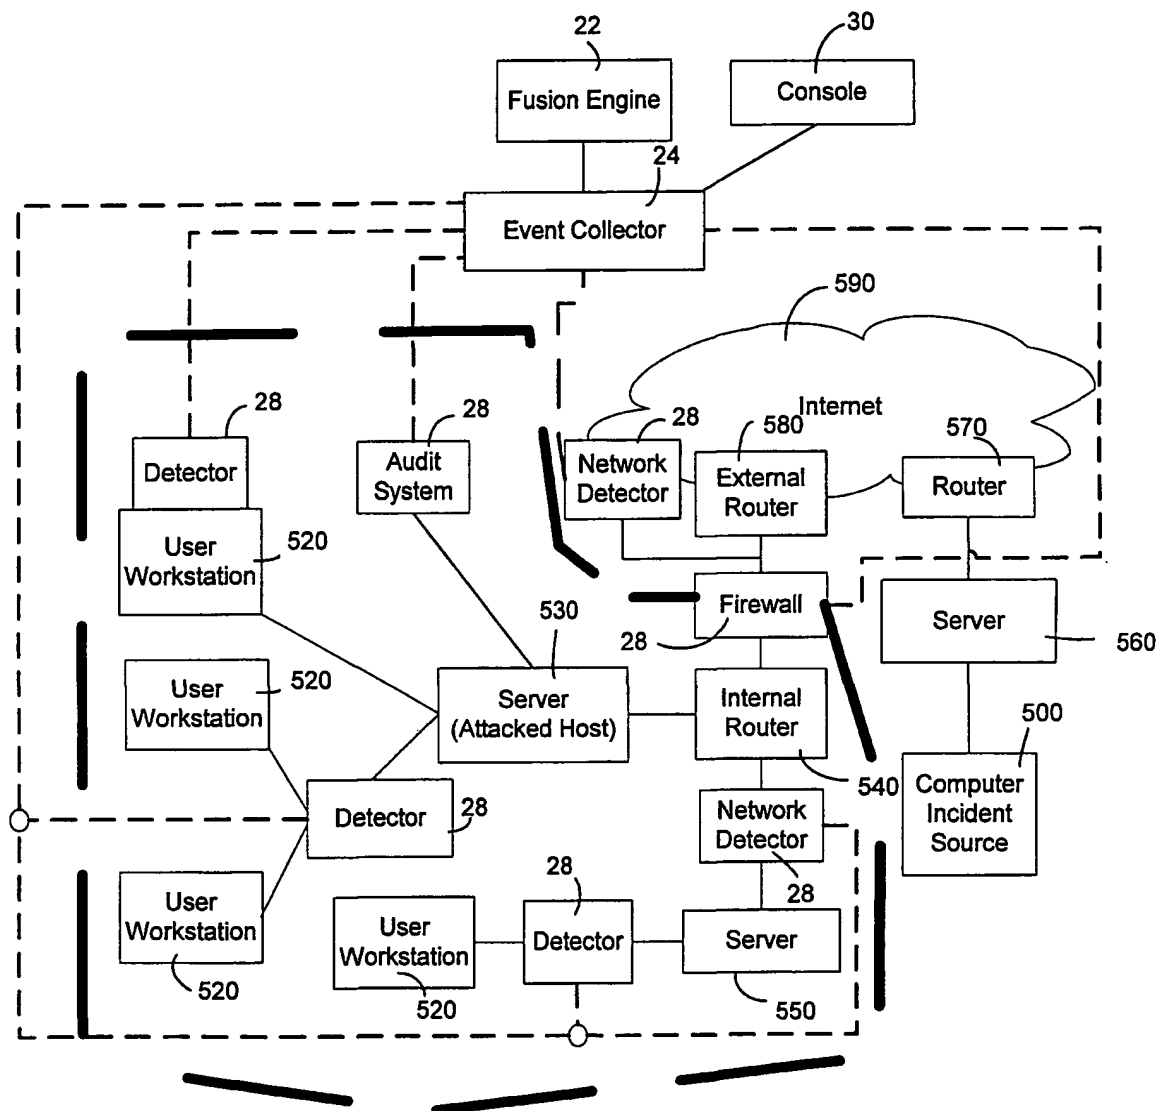 22
30
Fusion Engine
Console
24
Event Collector
590
Internet
28
28
28
580
570
Detector
Audit
System
Network
Detector
External
Router
Router
User
Workstation
520
530
Firewall
28
Server
560
User
Workstation
520
Server
(Attacked Host)
Internal
Router
540
500
Computer
Incident
Source
Detector
28
Network
Detector
28
User
Workstation
520
28
User
Workstation
520
Detector
Server
550